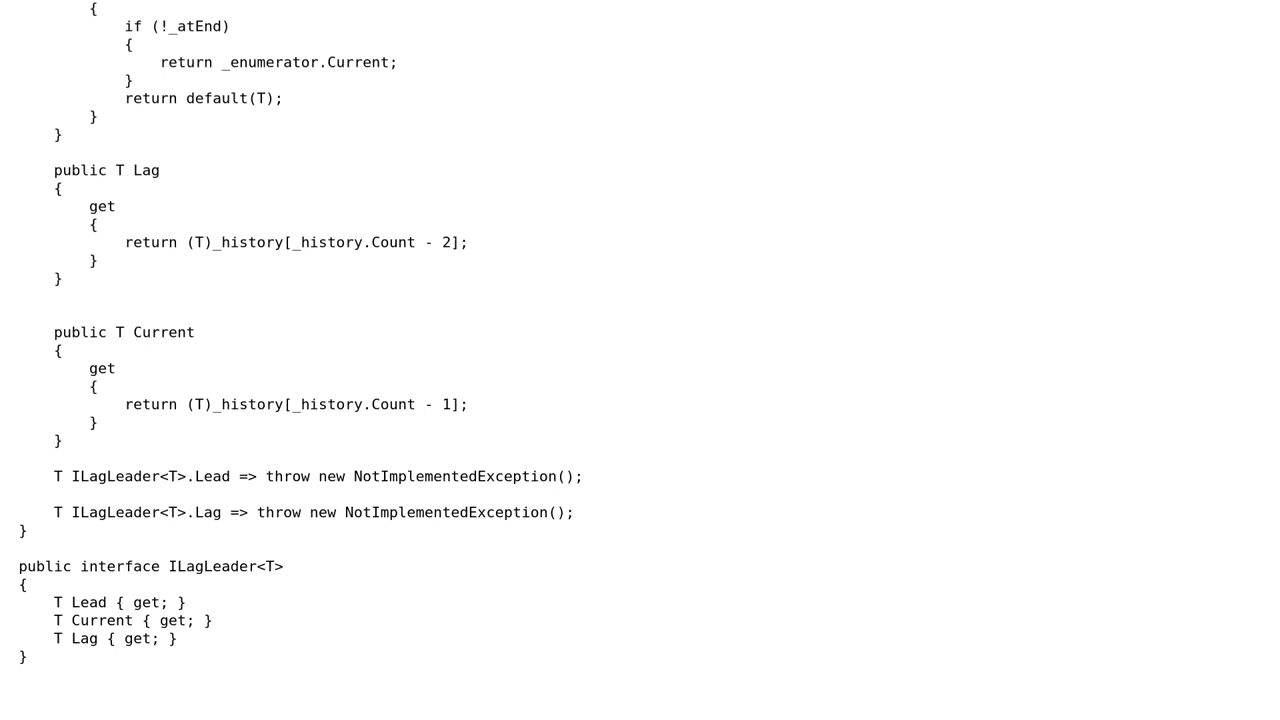 {
            if (!_atEnd)
            {
                return _enumerator.Current;
            }
            return default(T);
        }
    }

    public T Lag
    {
        get
        {
            return (T)_history[_history.Count - 2];
        }
    }


    public T Current
    {
        get
        {
            return (T)_history[_history.Count - 1];
        }
    }

    T ILagLeader<T>.Lead => throw new NotImplementedException();

    T ILagLeader<T>.Lag => throw new NotImplementedException();
}

public interface ILagLeader<T>
{
    T Lead { get; }
    T Current { get; }
    T Lag { get; }
}